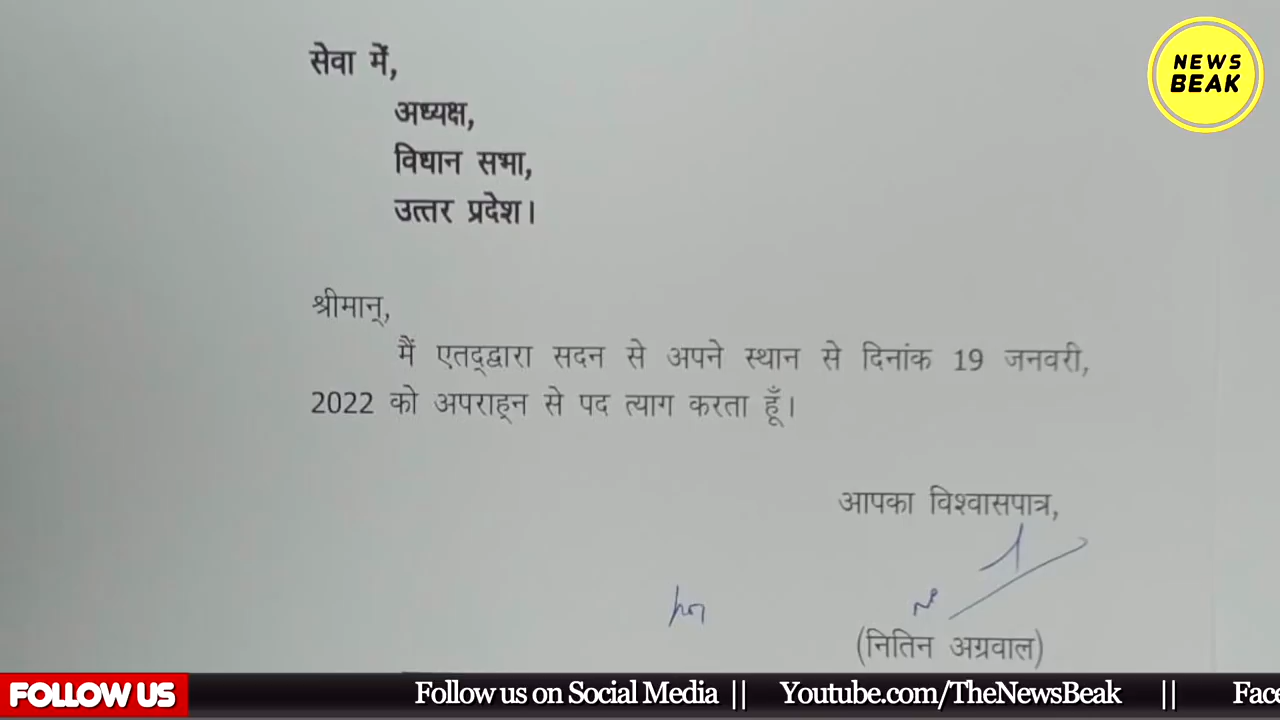 सेवा में,
अध्यक्ष,
विधान सभा,
उत्तर प्रदेश।
श्रीमान्,
मैं एतद्द्वारा सदन से अपने स्थान से दिनांक 19 जनवरी,
2022 को अपराह्न से पद त्याग करता हूँ।
आपका विश्वासपात्र,
(नितिन अग्रवाल)
NEWS
BEAK
FOLLOW US
Follow us on Social Media || Youtube.com/TheNewsBeak || Face